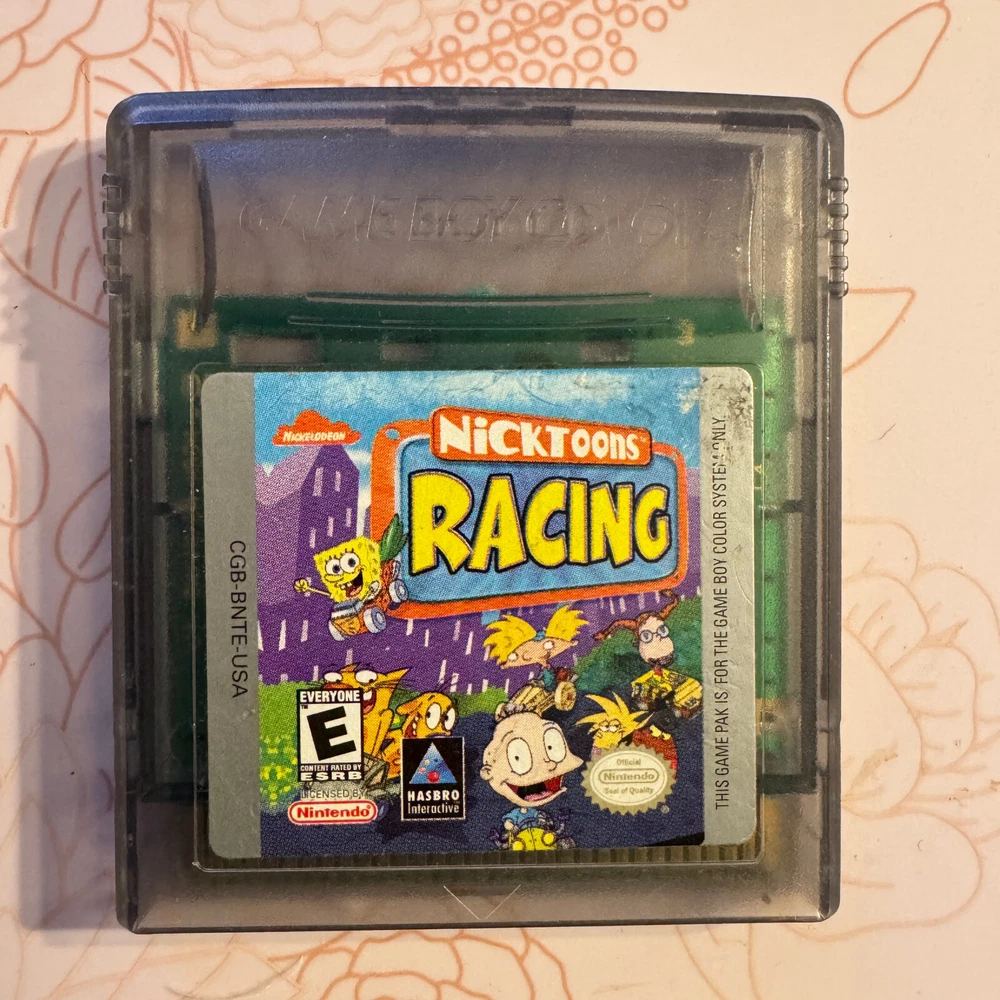 GAME BOY COLOR
NICKELODEON
NICKTOONS
RACING
CGB-BNTE-USA
THIS GAME PAK IS FOR THE GAME BOY COLOR SYSTEM ONLY.
EVERYONE
E
CONTENT RATED BY
ESRB
LICENSED BY
Nintendo
HASBRO
Interactive
Official
Nintendo
Seal of Quality